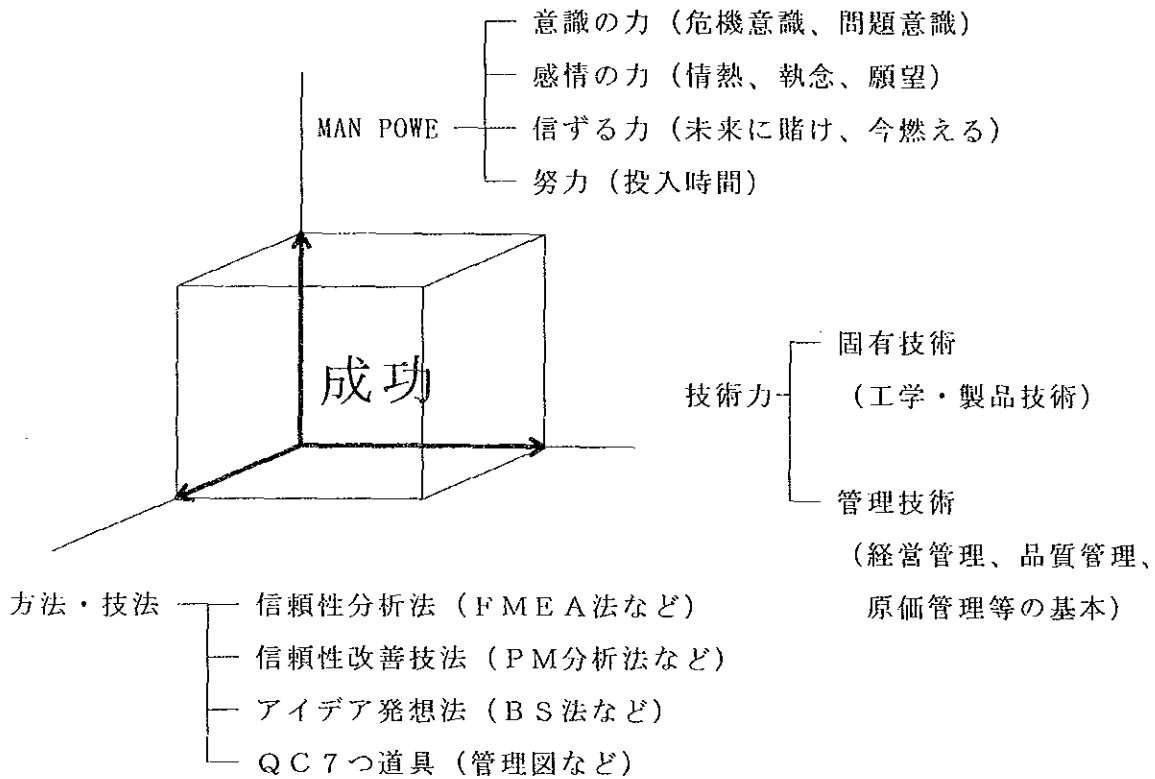 意識の力（危機意識、問題意識）
感情の力（情熱、執念、願望）
MAN POWE
信ずる力（未来に賭け、今燃える）
努力（投入時間）
成功
固有技術
技術力
（工学・製品技術）
管理技術
（経営管理、品質管理、
原価管理等の基本）
方法・技法
信頼性分析法（ＦＭＥＡ法など）
信頼性改善技法（ＰＭ分析法など）
アイデア発想法（ＢＳ法など）
ＱＣ７つ道具（管理図など）